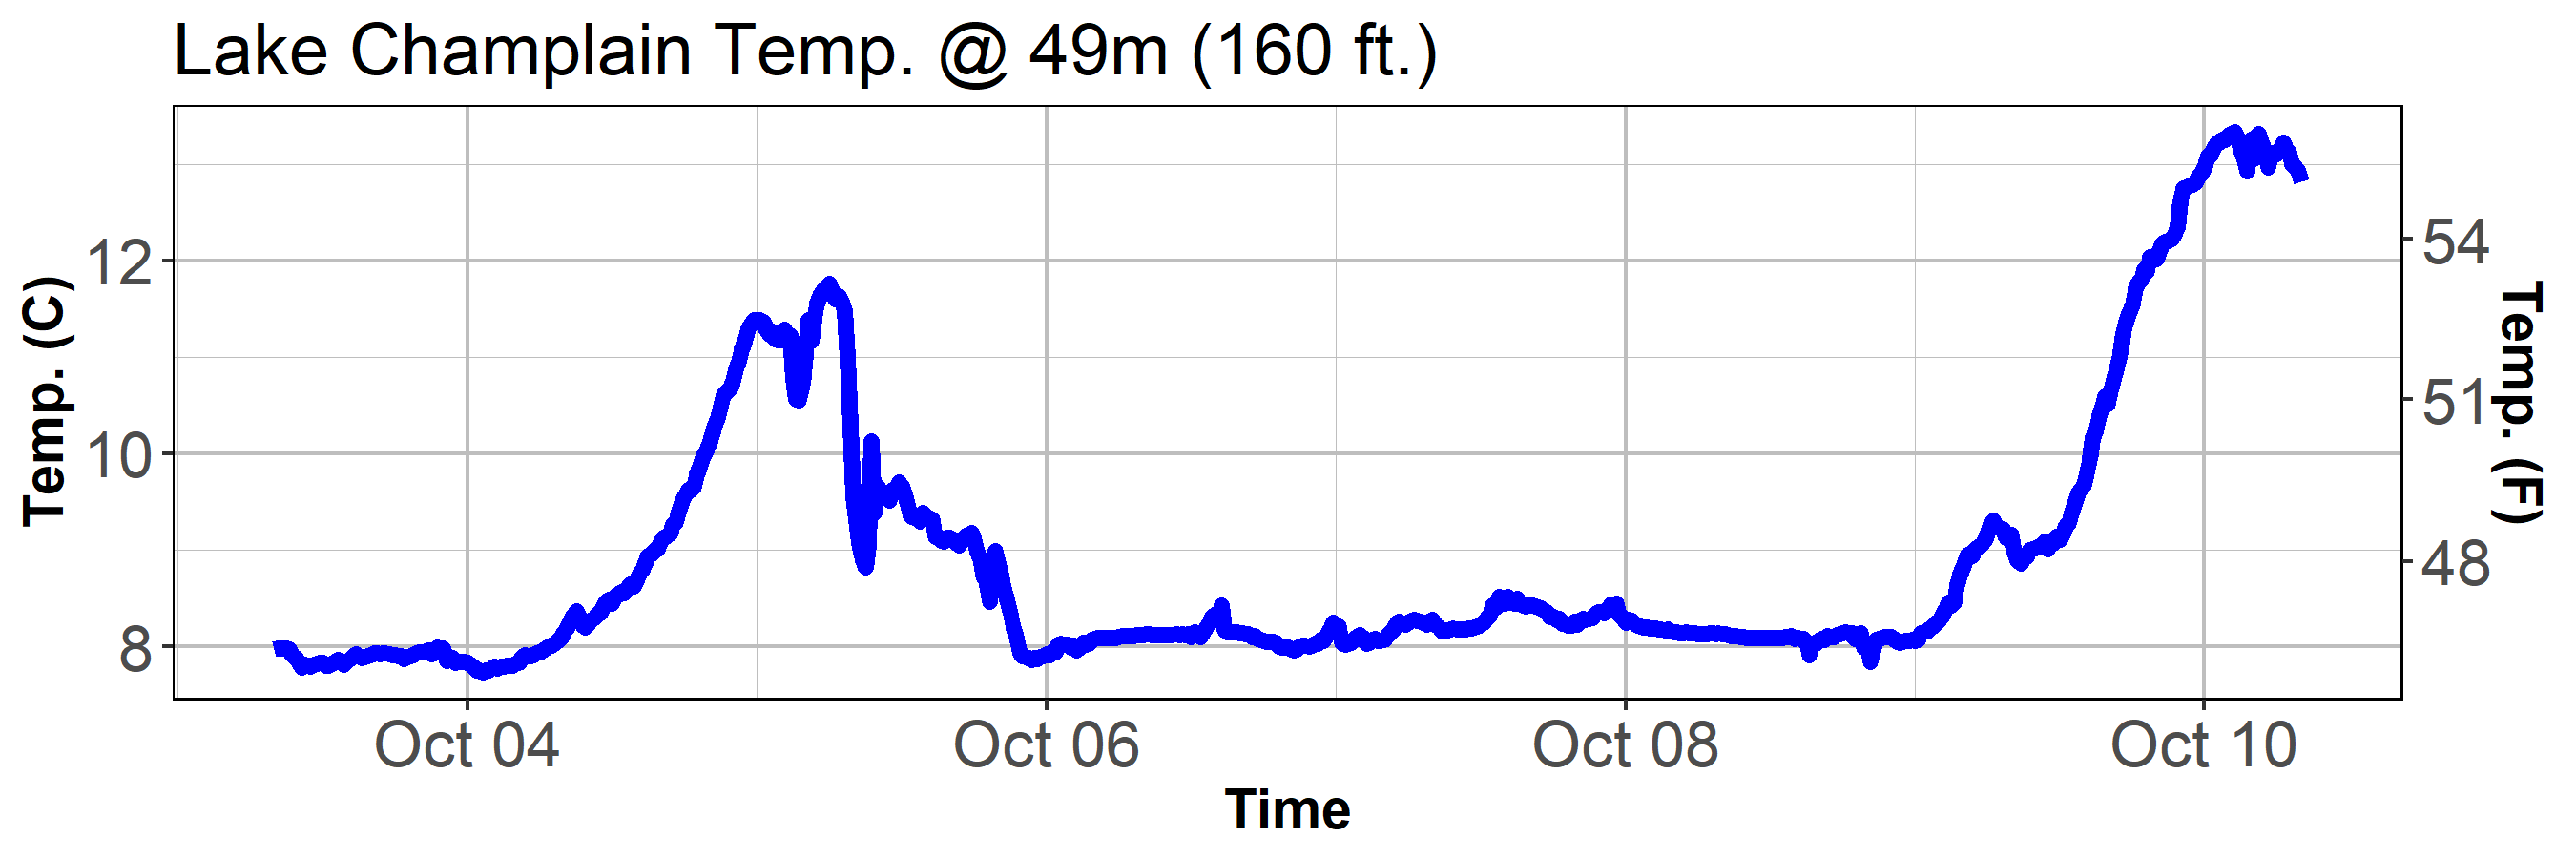 Lake Champlain Temp. @ 49m (160 ft.)
Temp. (C)
12
10
8
54
51
48
Temp. (F)
Oct 04 Oct 06 Oct 08 Oct 10
Time